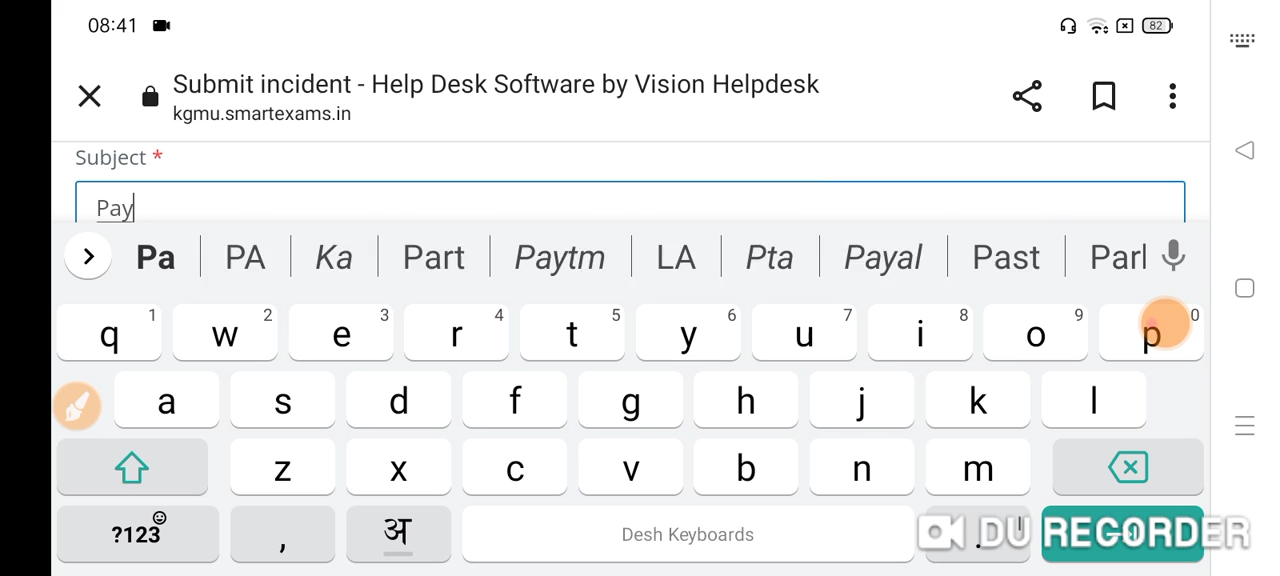 08:41
82
Submit incident - Help Desk Software by Vision Helpdesk
kgmu.smartexams.in
Subject *
Pay
Pa PA Ka Part Paytm LA Pta Payal Past Parl
q 1 w 2 e 3 r 4 t 5 y 6 u 7 i 8 o 9 p 0
a s d f g h j k l
z x c v b n m
?123 , अ Desh Keyboards .
DU RECORDER